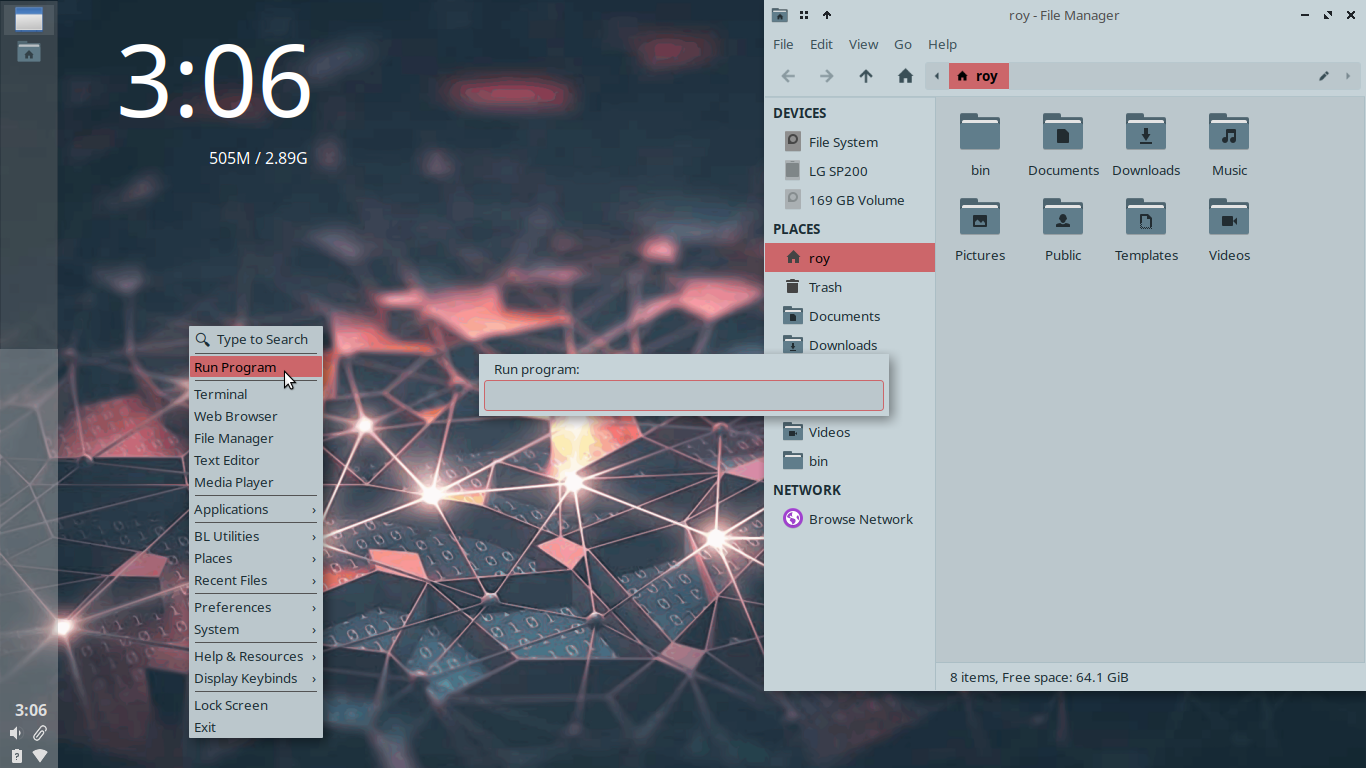 3:06
505M / 2.89G
roy - File Manager
File Edit View Go Help
roy
DEVICES
File System
LG SP200
169 GB Volume
PLACES
roy
Trash
Documents
Downloads
Videos
bin
NETWORK
Browse Network
bin Documents Downloads Music
Pictures Public Templates Videos
8 items, Free space: 64.1 GiB
Type to Search
Run Program
Terminal
Web Browser
File Manager
Text Editor
Media Player
Applications
BL Utilities
Places
Recent Files
Preferences
System
Help & Resources
Display Keybinds
Lock Screen
Exit
Run program:
3:06